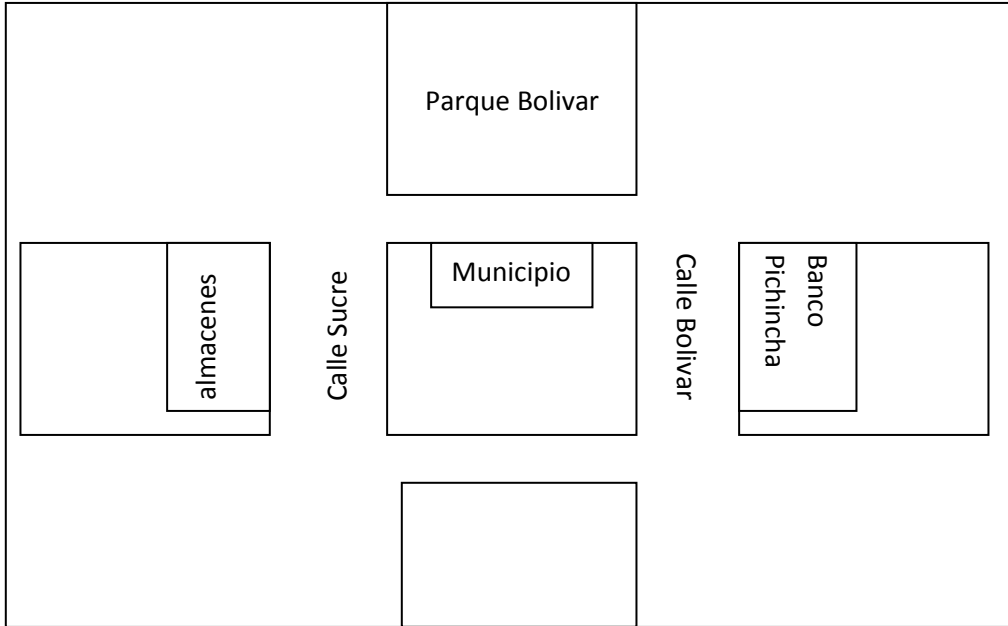 Parque Bolivar
almacenes
Calle Sucre
Municipio
Calle Bolivar
Banco
Pichincha